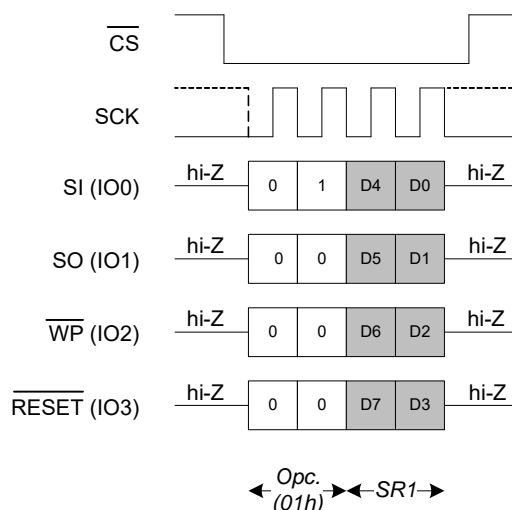 CS
SCK
hi-Z hi-Z
SI (IO0) 0 1 D4 D0
hi-Z hi-Z
SO (IO1) 0 0 D5 D1
hi-Z hi-Z
WP (IO2) 0 0 D6 D2
hi-Z hi-Z
RESET (IO3) 0 0 D7 D3
Opc. SR1
(01h)